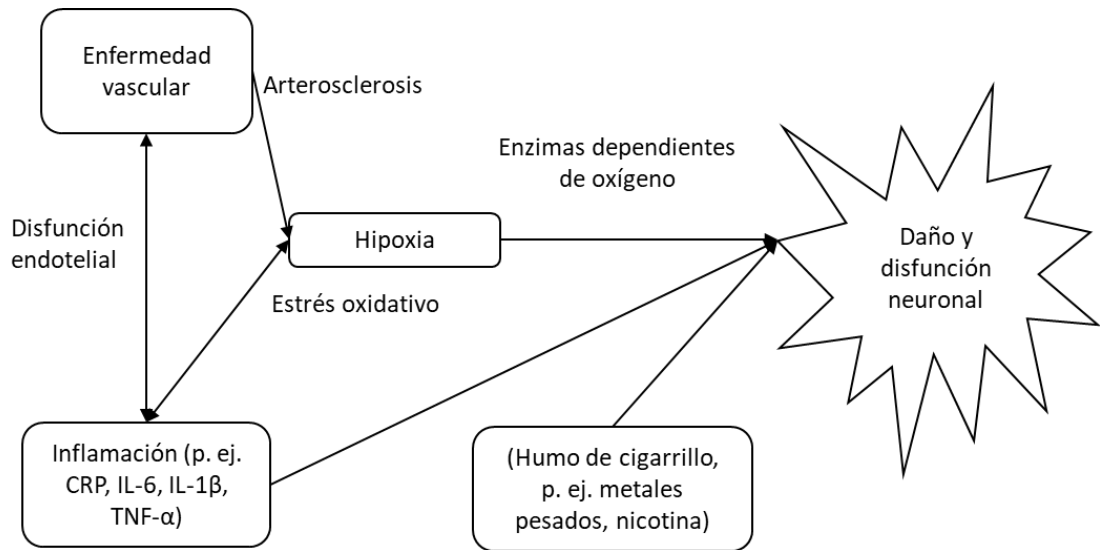 Enfermedad
vascular
Arterosclerosis
Enzimas dependientes
de oxígeno
Disfunción
endotelial
Hipoxia
Daño y
disfunción
neuronal
Estrés oxidativo
Inflamación (p. ej.
CRP, IL-6, IL-1β,
TNF-α)
(Humo de cigarrillo,
p. ej. metales
pesados, nicotina)